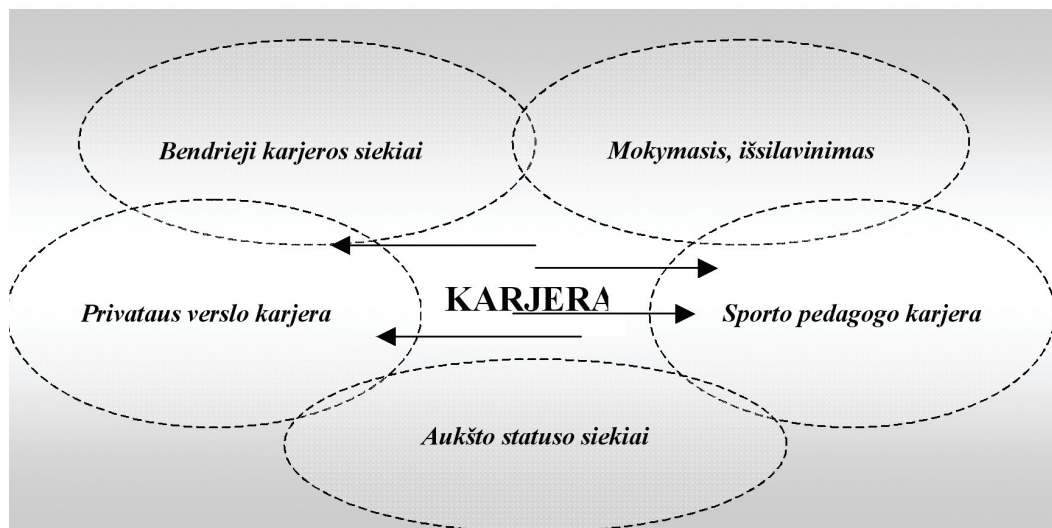 Bendrieji karjeros siekiai
Mokymasis, išsilavinimas
KARJERA
Privataus verslo karjera
Sporto pedagogo karjera
Aukšto statuso siekiai